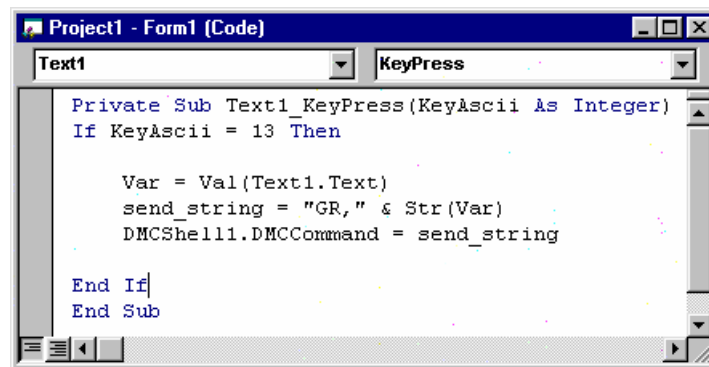 Project1 - Form1 (Code)
Text1 KeyPress
Private Sub Text1_KeyPress(KeyAscii As Integer)
If KeyAscii = 13 Then
Var = Val(Text1.Text)
send_string = "GR," & Str(Var)
DMCShell1.DMCCommand = send_string
End If
End Sub